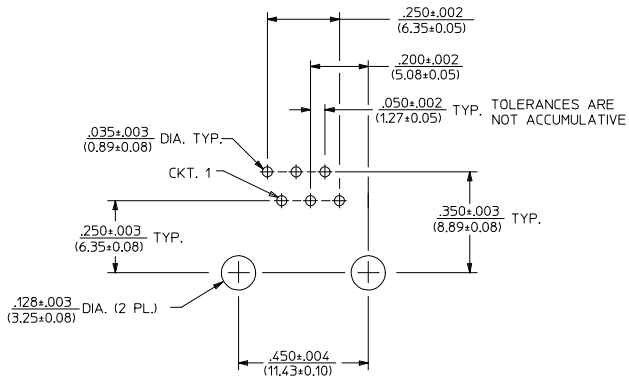 .250±.002
(6.35±0.05)
.200±.002
(5.08±0.05)
.050±.002 TYP. TOLERANCES ARE
(1.27±0.05) NOT ACCUMULATIVE
.035±.003 DIA. TYP.
(0.89±0.08)
CKT. 1
.250±.003 TYP.
(6.35±0.08)
.350±.003 TYP.
(8.89±0.08)
.128±.003 DIA. (2 PL.)
(3.25±0.08)
.450±.004
(11.43±0.10)